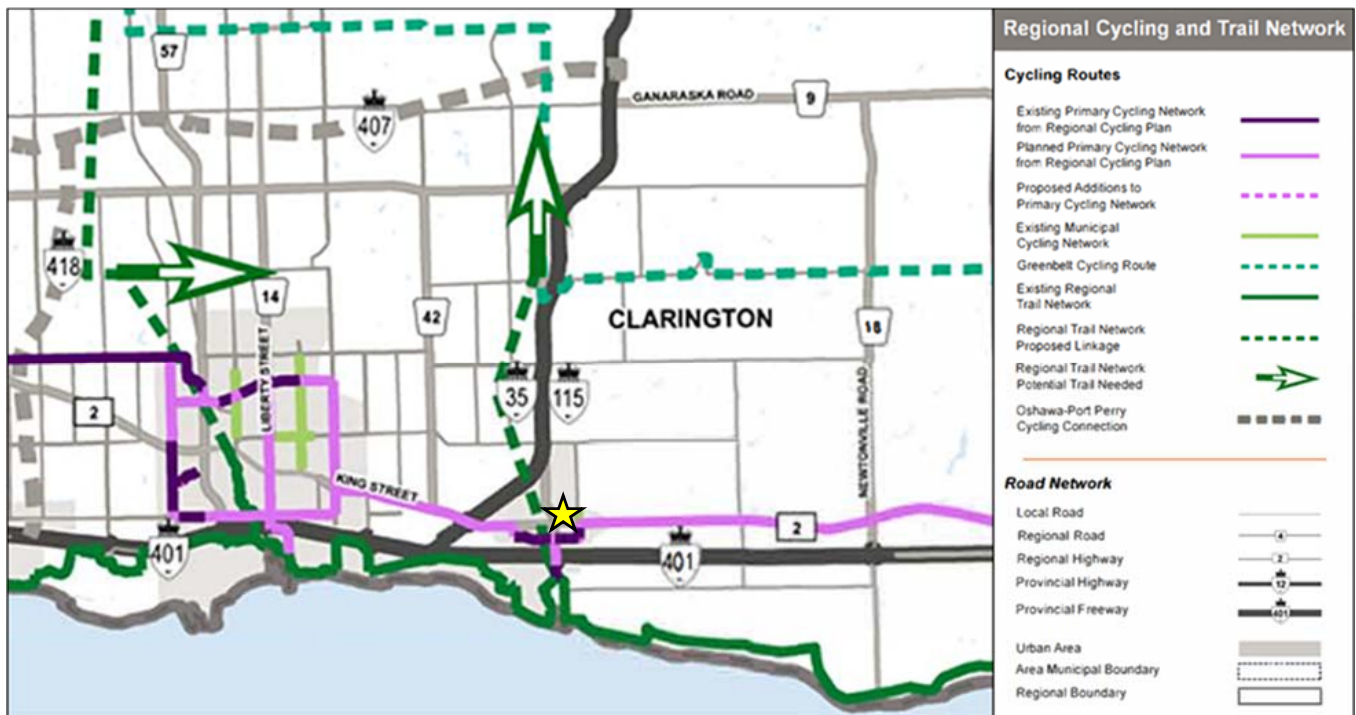 57
GANARASKA ROAD
9
407
418
14
42
CLARINGTON
18
35
115
2
LIBERTY STREET
NEWTONVILLE ROAD
KING STREET
2
401
401
Regional Cycling and Trail Network
Cycling Routes
Existing Primary Cycling Network
from Regional Cycling Plan
Planned Primary Cycling Network
from Regional Cycling Plan
Proposed Additions to
Primary Cycling Network
Existing Municipal
Cycling Network
Greenbelt Cycling Route
Existing Regional
Trail Network
Regional Trail Network
Proposed Linkage
Regional Trail Network
Potential Trail Needed
Oshawa-Port Perry
Cycling Connection
Road Network
Local Road
Regional Road
4
Regional Highway
2
Provincial Highway
12
Provincial Freeway
401
Urban Area
Area Municipal Boundary
Regional Boundary